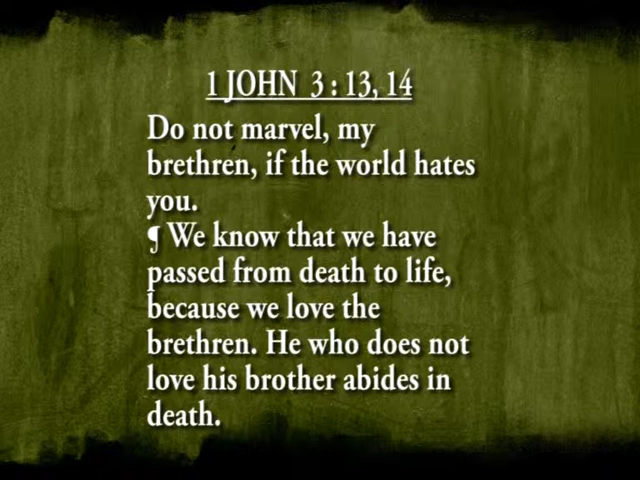 1 JOHN 3 : 13, 14
Do not marvel, my
brethren, if the world hates
you.
¶ We know that we have
passed from death to life,
because we love the
brethren. He who does not
love his brother abides in
death.